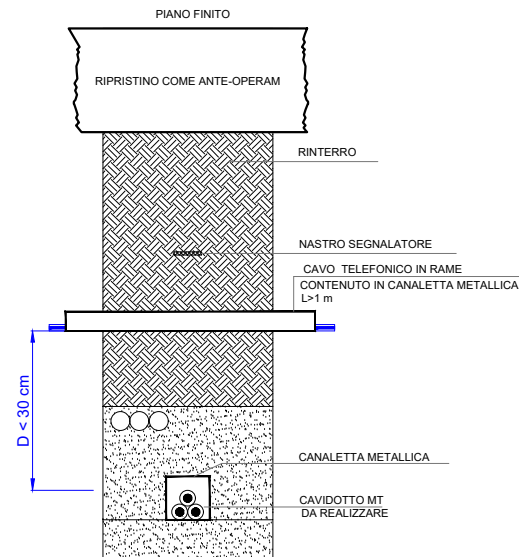 PIANO FINITO
RIPRISTINO COME ANTE-OPERAM
RINTERRO
NASTRO SEGNALATORE
CAVO TELEFONICO IN RAME
CONTENUTO IN CANALETTA METALLICA
L>1 m
D < 30 cm
CANALETTA METALLICA
CAVIDOTTO MT
DA REALIZZARE